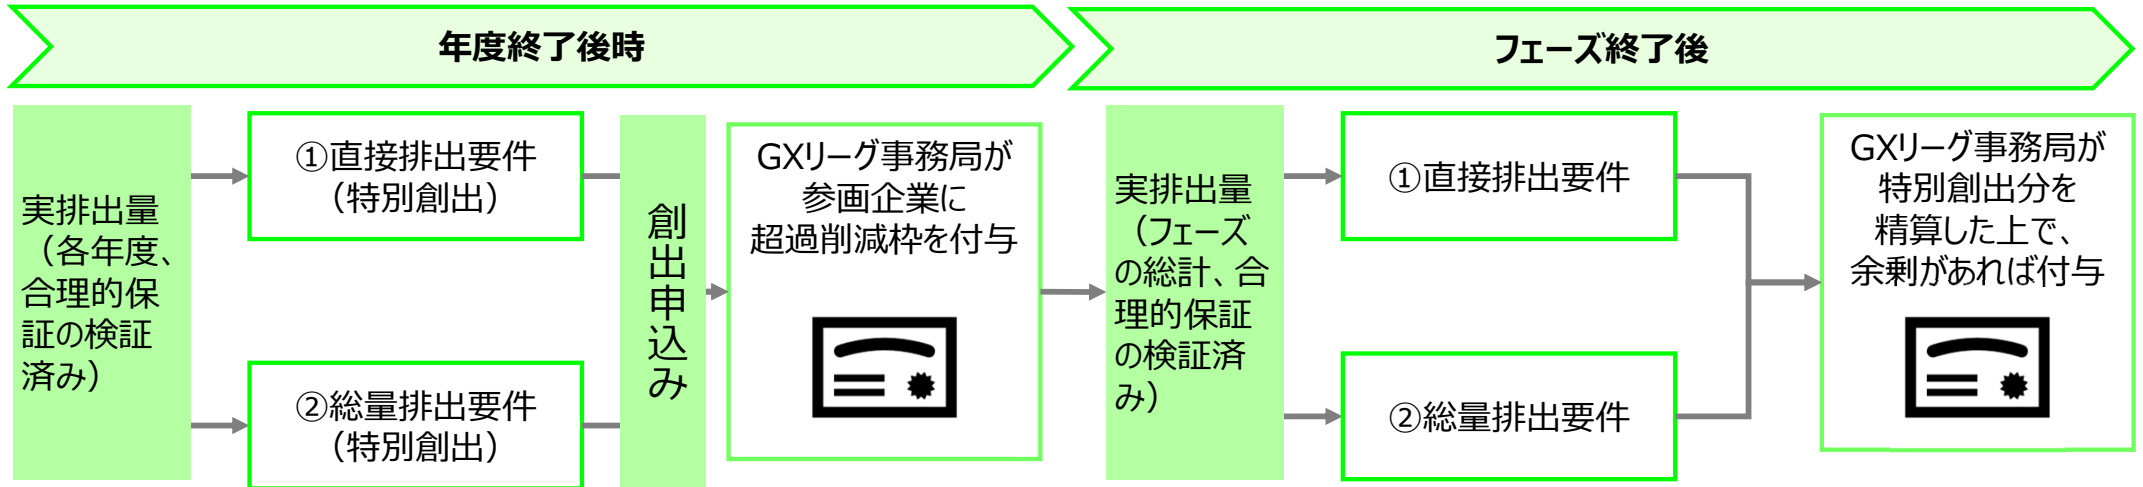 年度終了後時
フェーズ終了後
実排出量
（各年度、
合理的保
証の検証
済み）
①直接排出要件
（特別創出）
②総量排出要件
（特別創出）
創出申込み
GXリーグ事務局が
参画企業に
超過削減枠を付与
実排出量
（フェーズ
の総計、合
理的保証
の検証済
み）
①直接排出要件
②総量排出要件
GXリーグ事務局が
特別創出分を
精算した上で、
余剰があれば付与